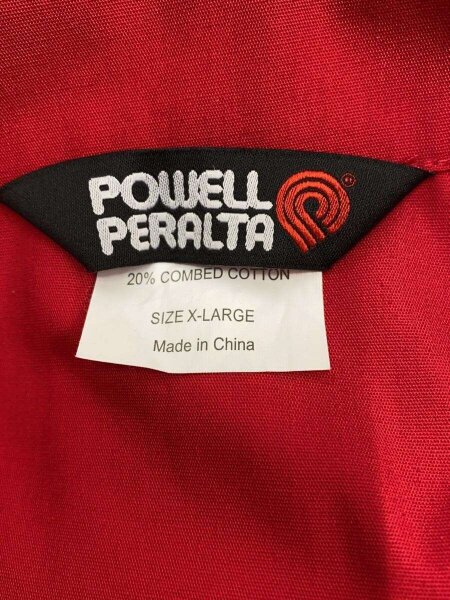 POWELL
PERALTA
20% COMBED COTTON
SIZE X-LARGE
Made in China